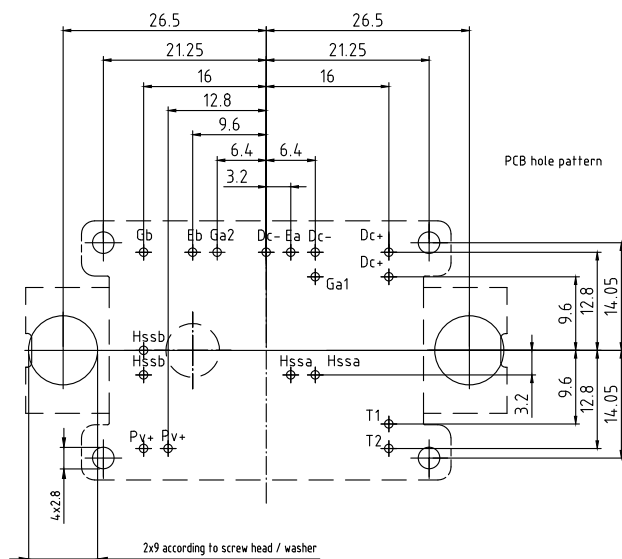 26.5 26.5
21.25 21.25
16 16
12.8
9.6
6.4 6.4
3.2
PCB hole pattern
Gb Eb Ga2 Dc- Ea Dc- Dc+
Dc+
Ga1
9.6 12.8 14.05
Hssb
Hssb Hssa Hssa
3.2 9.6 12.8 14.05
T1
Pv+ Pv+ T2
4x2.8
2x9 according to screw head / washer